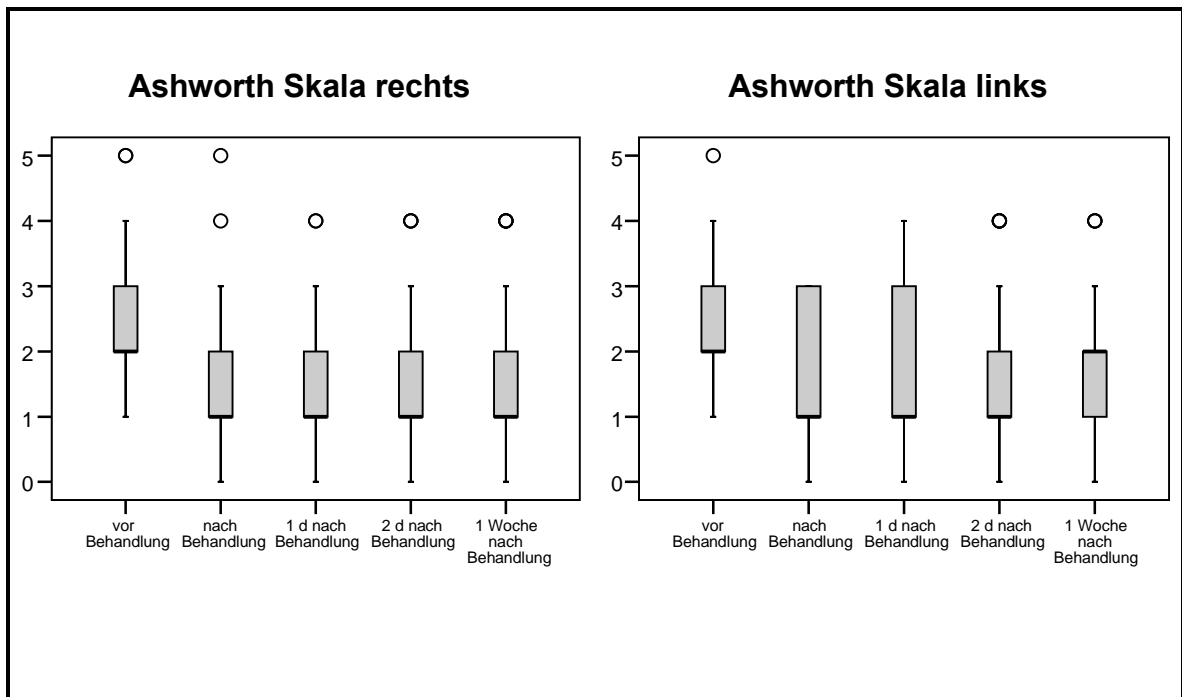 Ashworth Skala rechts
5
4
3
2
1
0
vor
Behandlung
nach
Behandlung
1 d nach
Behandlung
2 d nach
Behandlung
1 Woche
nach
Behandlung
Ashworth Skala links
5
4
3
2
1
0
vor
Behandlung
nach
Behandlung
1 d nach
Behandlung
2 d nach
Behandlung
1 Woche
nach
Behandlung